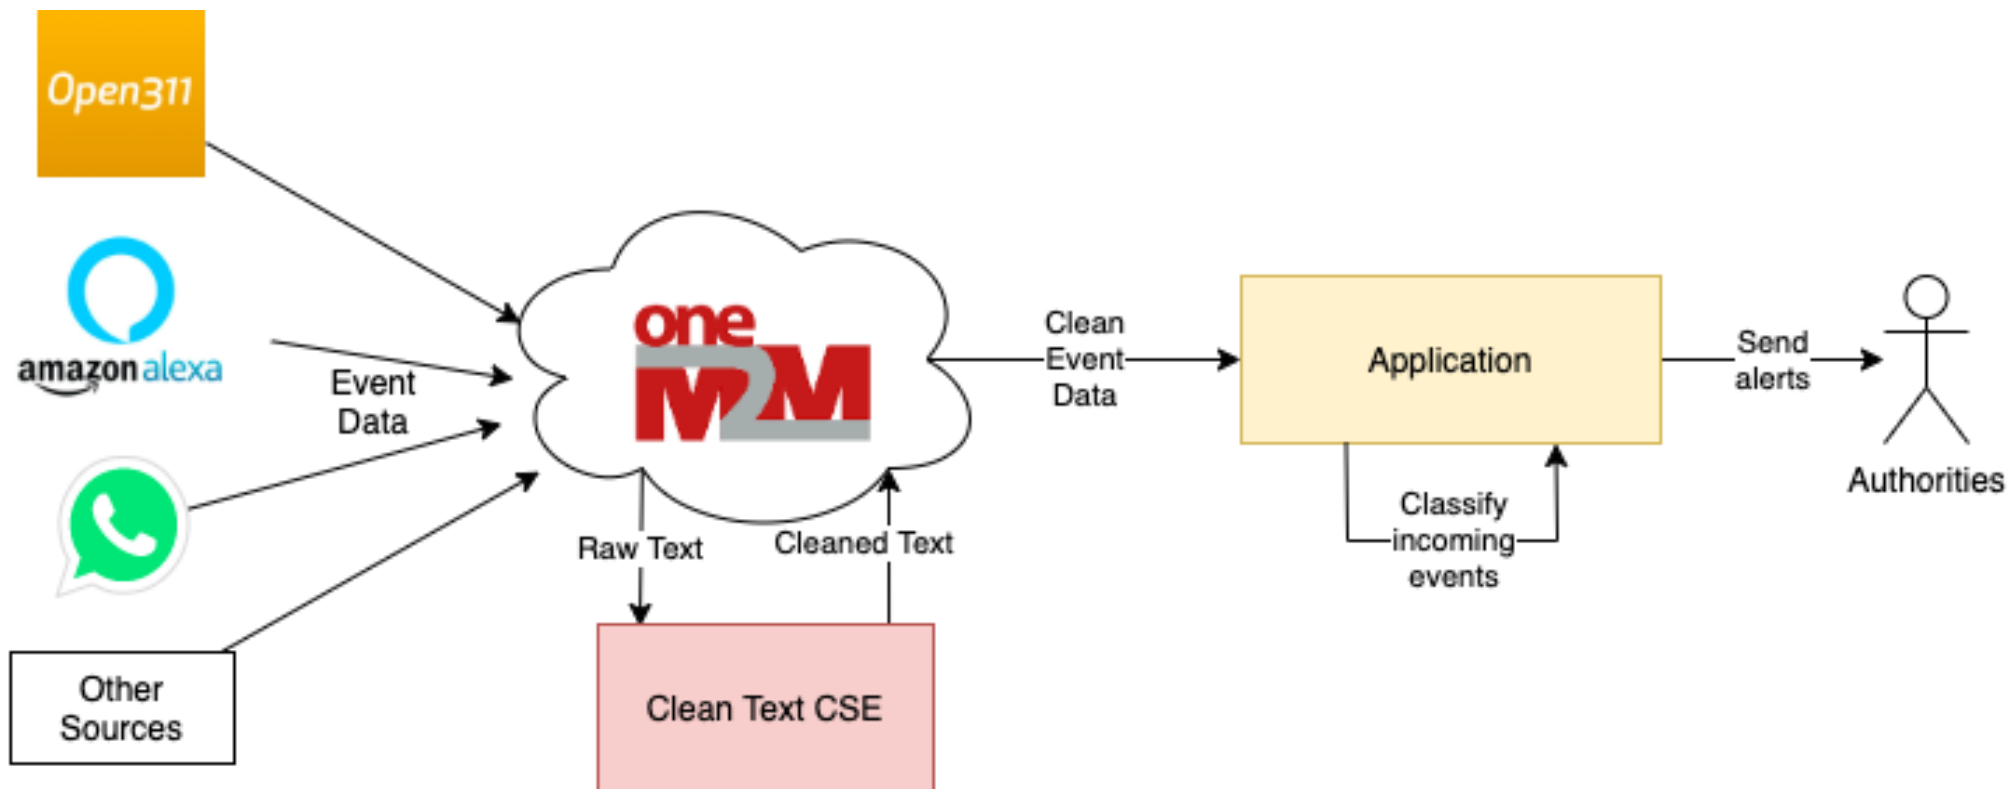 Open311
amazon alexa
Event
Data
Other
Sources
one
M2M
Raw Text
Cleaned Text
Clean Text CSE
Clean
Event
Data
Application
Classify
incoming
events
Send
alerts
Authorities